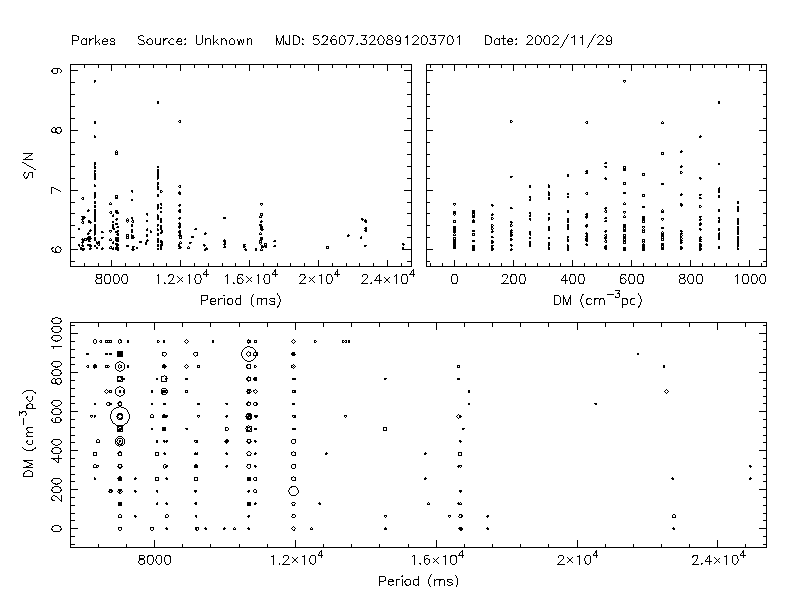 Parkes Source: Unknown MJD: 52607.320891203701 Date: 2002/11/29
S/N
9
8
7
6
8000 1.2×10⁴ 1.6×10⁴ 2×10⁴ 2.4×10⁴
Period (ms)
0 200 400 600 800 1000
DM (cm⁻³pc)
DM (cm⁻³pc)
1000
800
600
400
200
0
8000 1.2×10⁴ 1.6×10⁴ 2×10⁴ 2.4×10⁴
Period (ms)